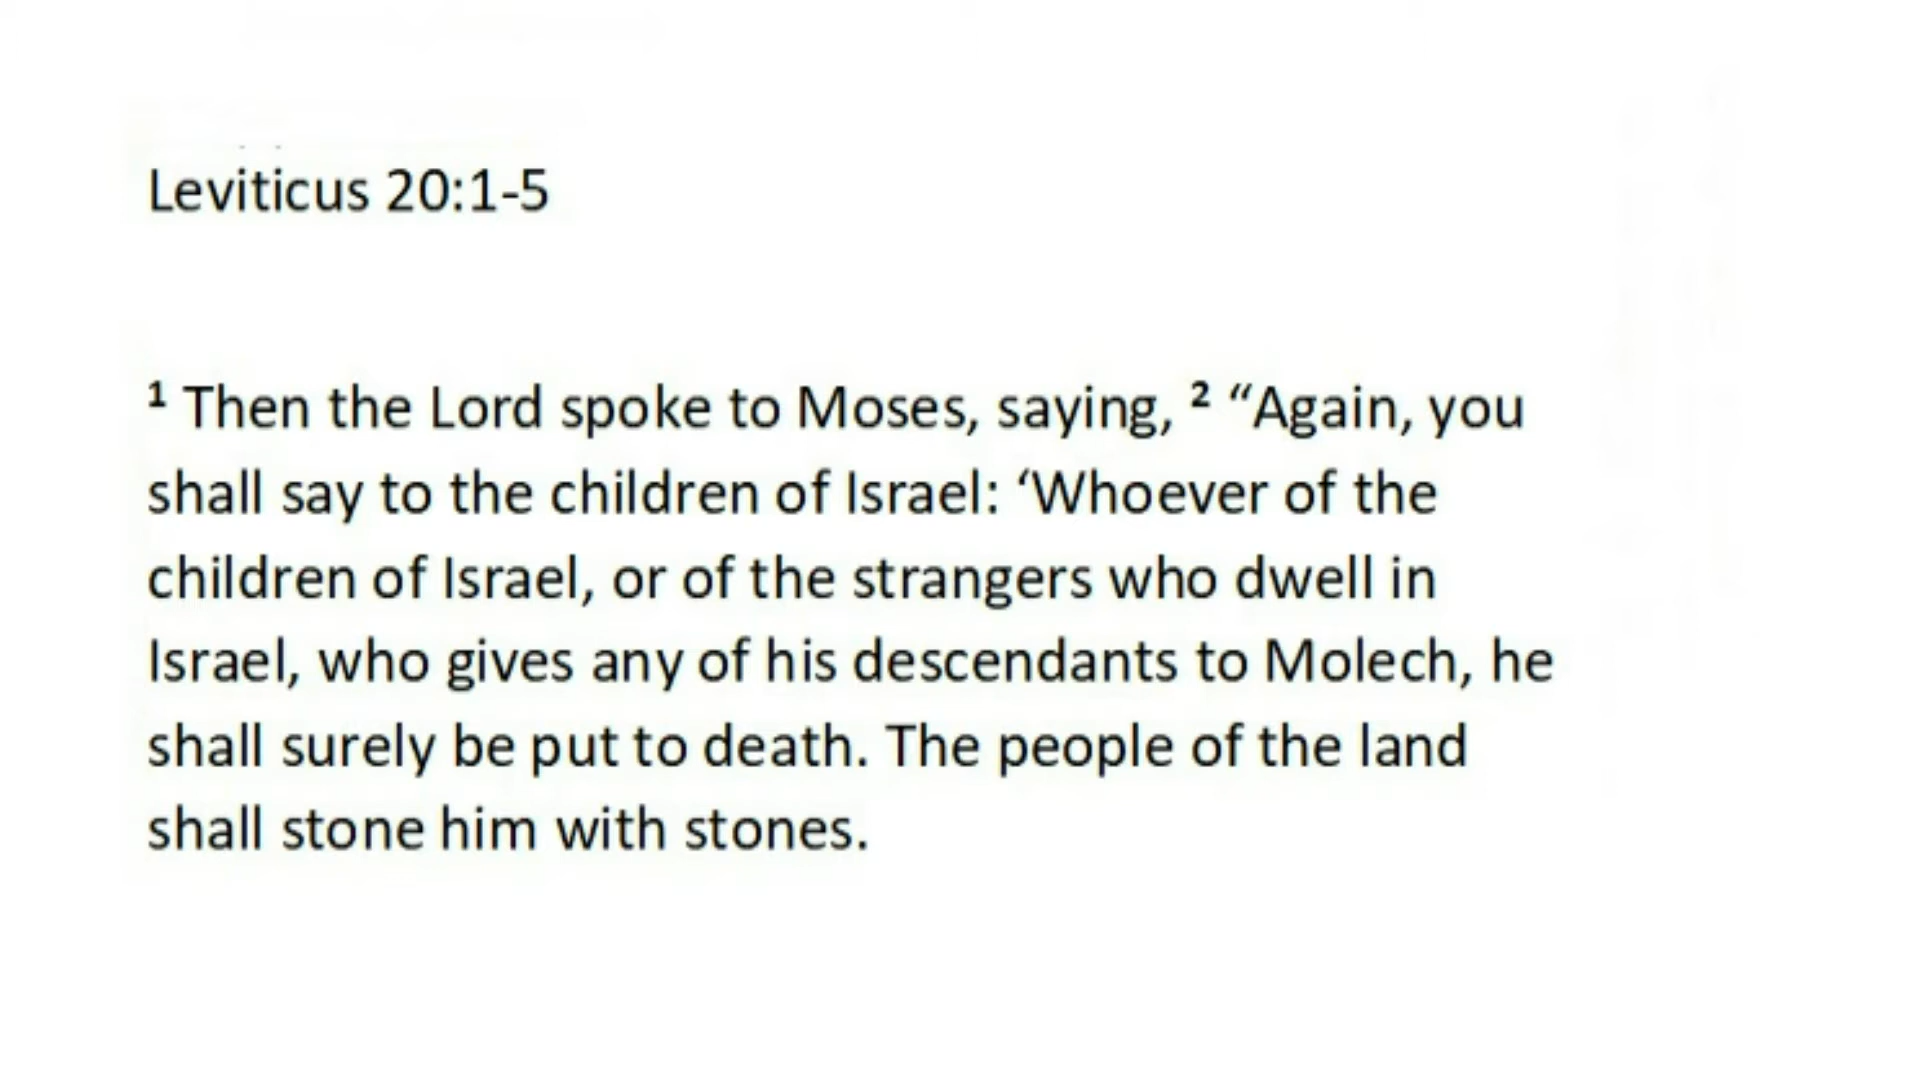 Leviticus 20:1-5
¹ Then the Lord spoke to Moses, saying, ² “Again, you
shall say to the children of Israel: ‘Whoever of the
children of Israel, or of the strangers who dwell in
Israel, who gives any of his descendants to Molech, he
shall surely be put to death. The people of the land
shall stone him with stones.